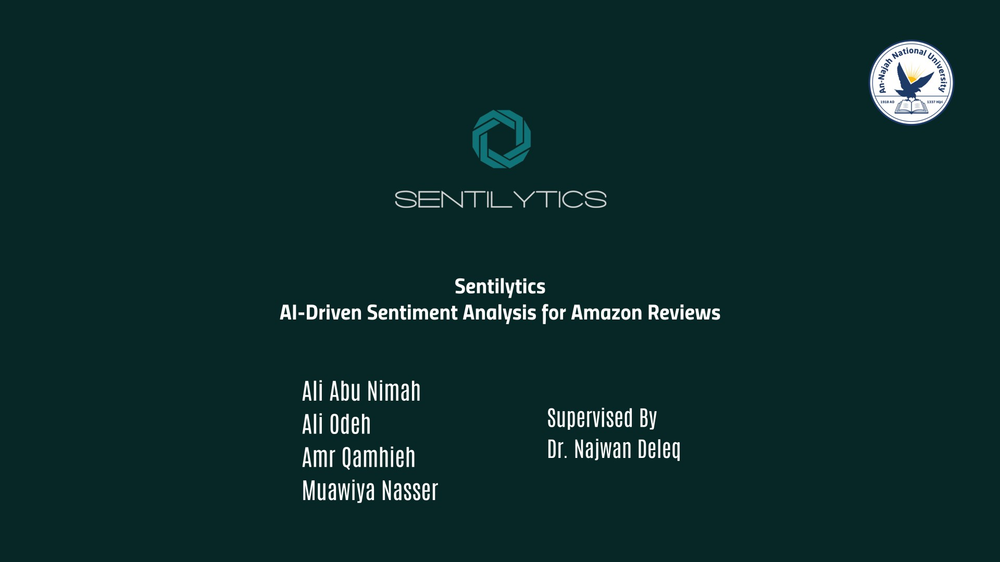 An-Najah National University
1918 AD
1337 Hijri
SENTILYTICS
Sentilytics
AI-Driven Sentiment Analysis for Amazon Reviews
Ali Abu Nimah
Ali Odeh
Amr Qamhieh
Muawiya Nasser
Supervised By
Dr. Najwan Deleq